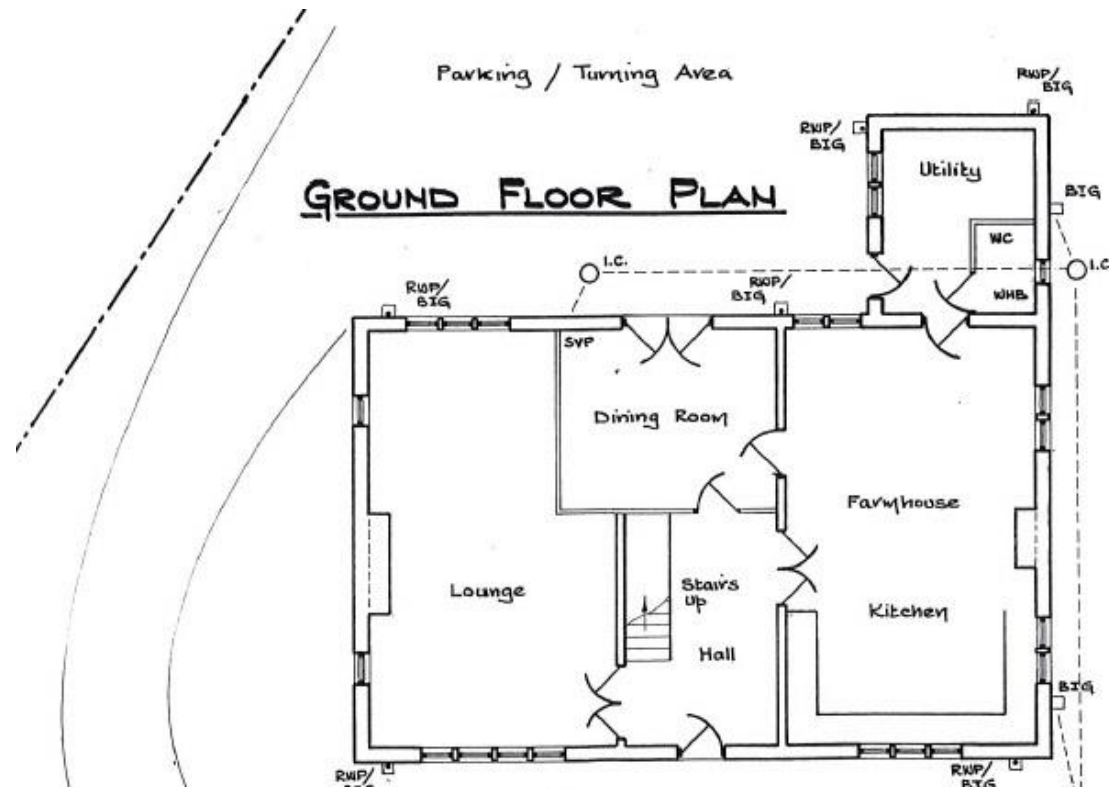 Parking / Turning Area
RWP/
BIG
RWP/
BIG
Utility
GROUND FLOOR PLAN
BIG
WC
I.C.
I.C
RWP/
BIG
RWP/
BIG
WHB
SVP
Dining Room
Farmhouse
Lounge
Stairs
up
Kitchen
Hall
BIG
RWP/
BIG
RWP/
BIG